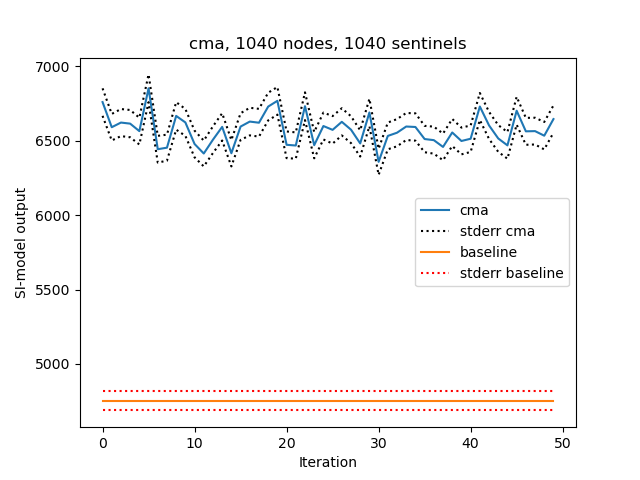 cma, 1040 nodes, 1040 sentinels
7000
6500
6000
5500
5000
SI-model output
cma
stderr cma
baseline
stderr baseline
0
10
20
30
40
50
Iteration